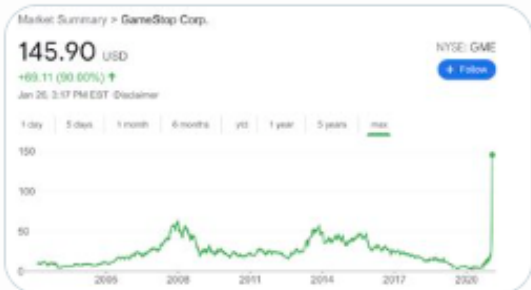 Market Summary > GameStop Corp.
145.90 USD
NYSE: GME
+69.11 (90.00%) ↑
+ Follow
Jan 26, 3:17 PM EST · Disclaimer
1 day 5 days 1 month 6 months ytd 1 year 5 years max
150
100
50
0
2005 2008 2011 2014 2017 2020